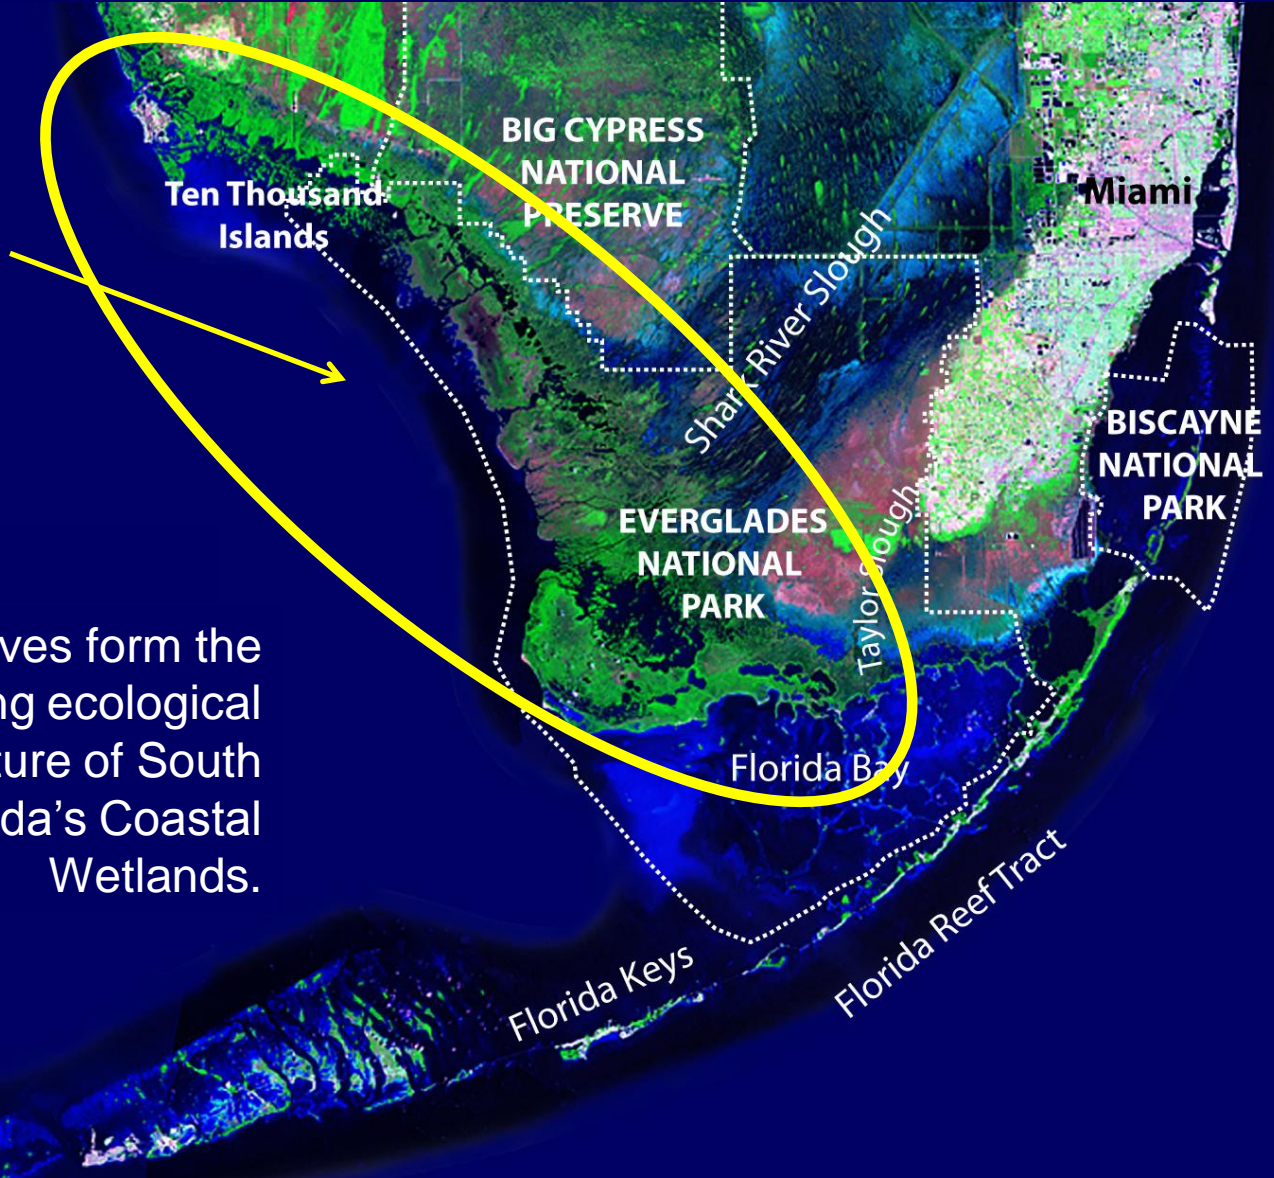 BIG CYPRESS
NATIONAL
PRESERVE
Ten Thousand
Islands
Miami
Shark River Slough
BISCAYNE
NATIONAL
PARK
EVERGLADES
NATIONAL
PARK
Taylor Slough
ves form the
ng ecological
ture of South
da’s Coastal
Wetlands.
Florida Bay
Florida Keys
Florida Reef Tract